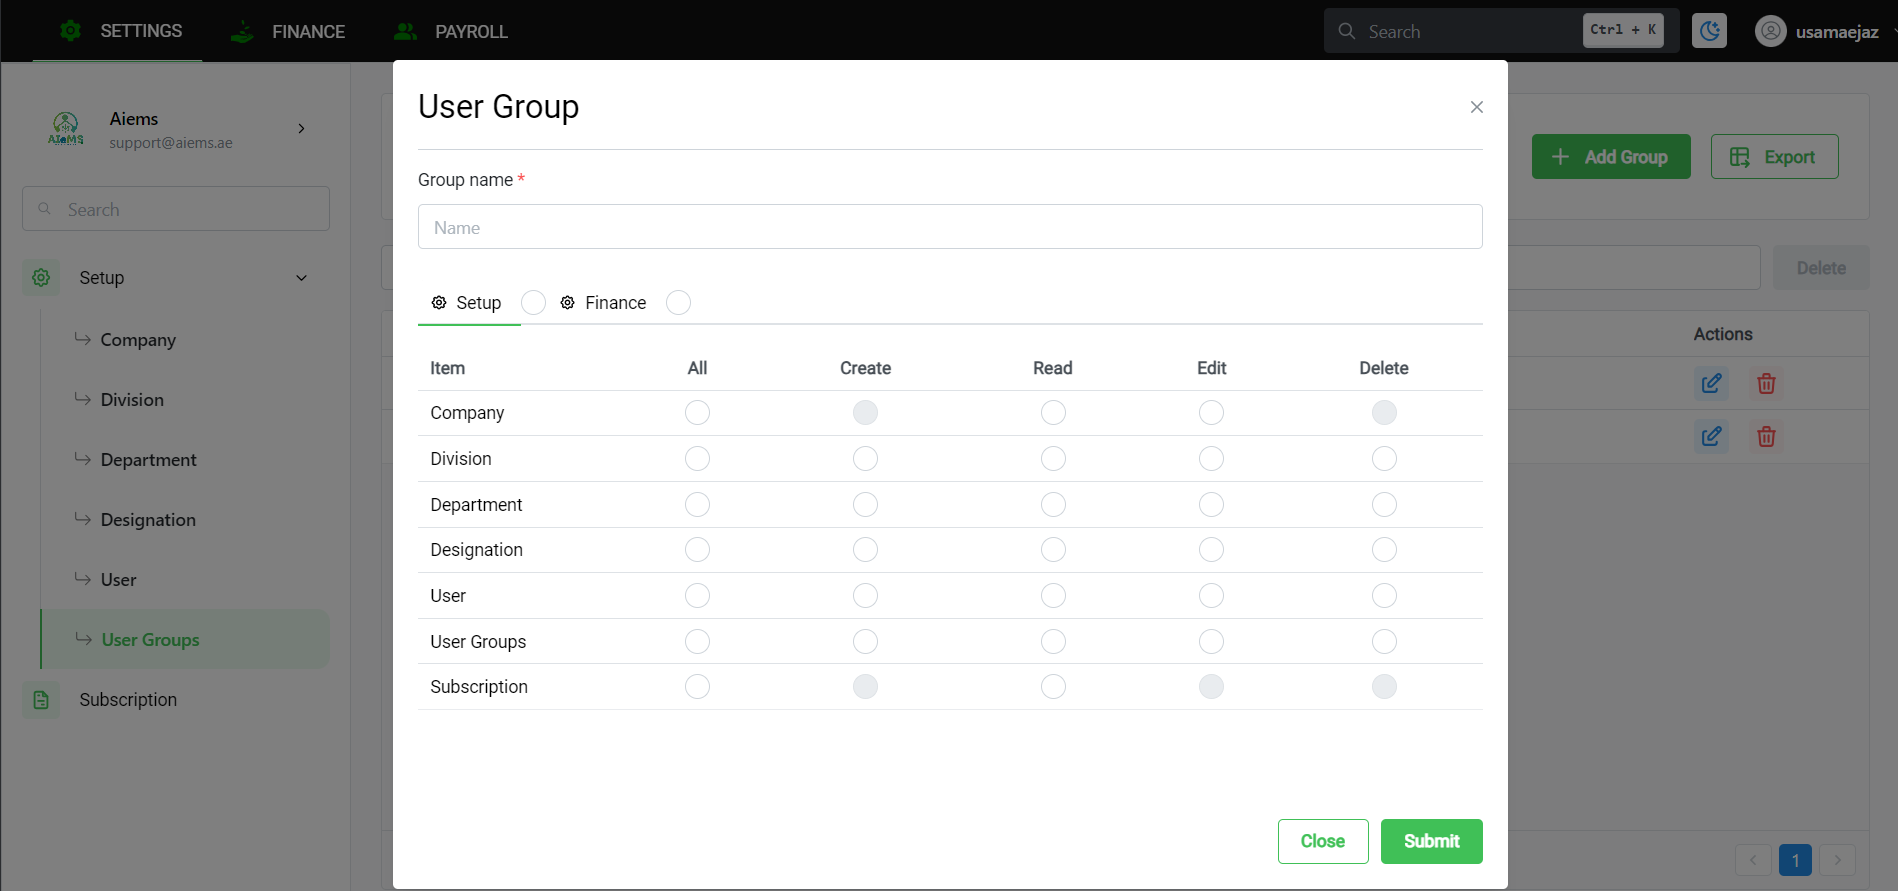 SETTINGS FINANCE PAYROLL Search Ctrl + K usamaejaz
Aiems
support@aiems.ae
AIeMS
Search
Setup
Company
Division
Department
Designation
User
User Groups
Subscription
User Group
Group name *
Name
Setup Finance
Item All Create Read Edit Delete
Company
Division
Department
Designation
User
User Groups
Subscription
Close Submit
Add Group Export
Delete
Actions
1